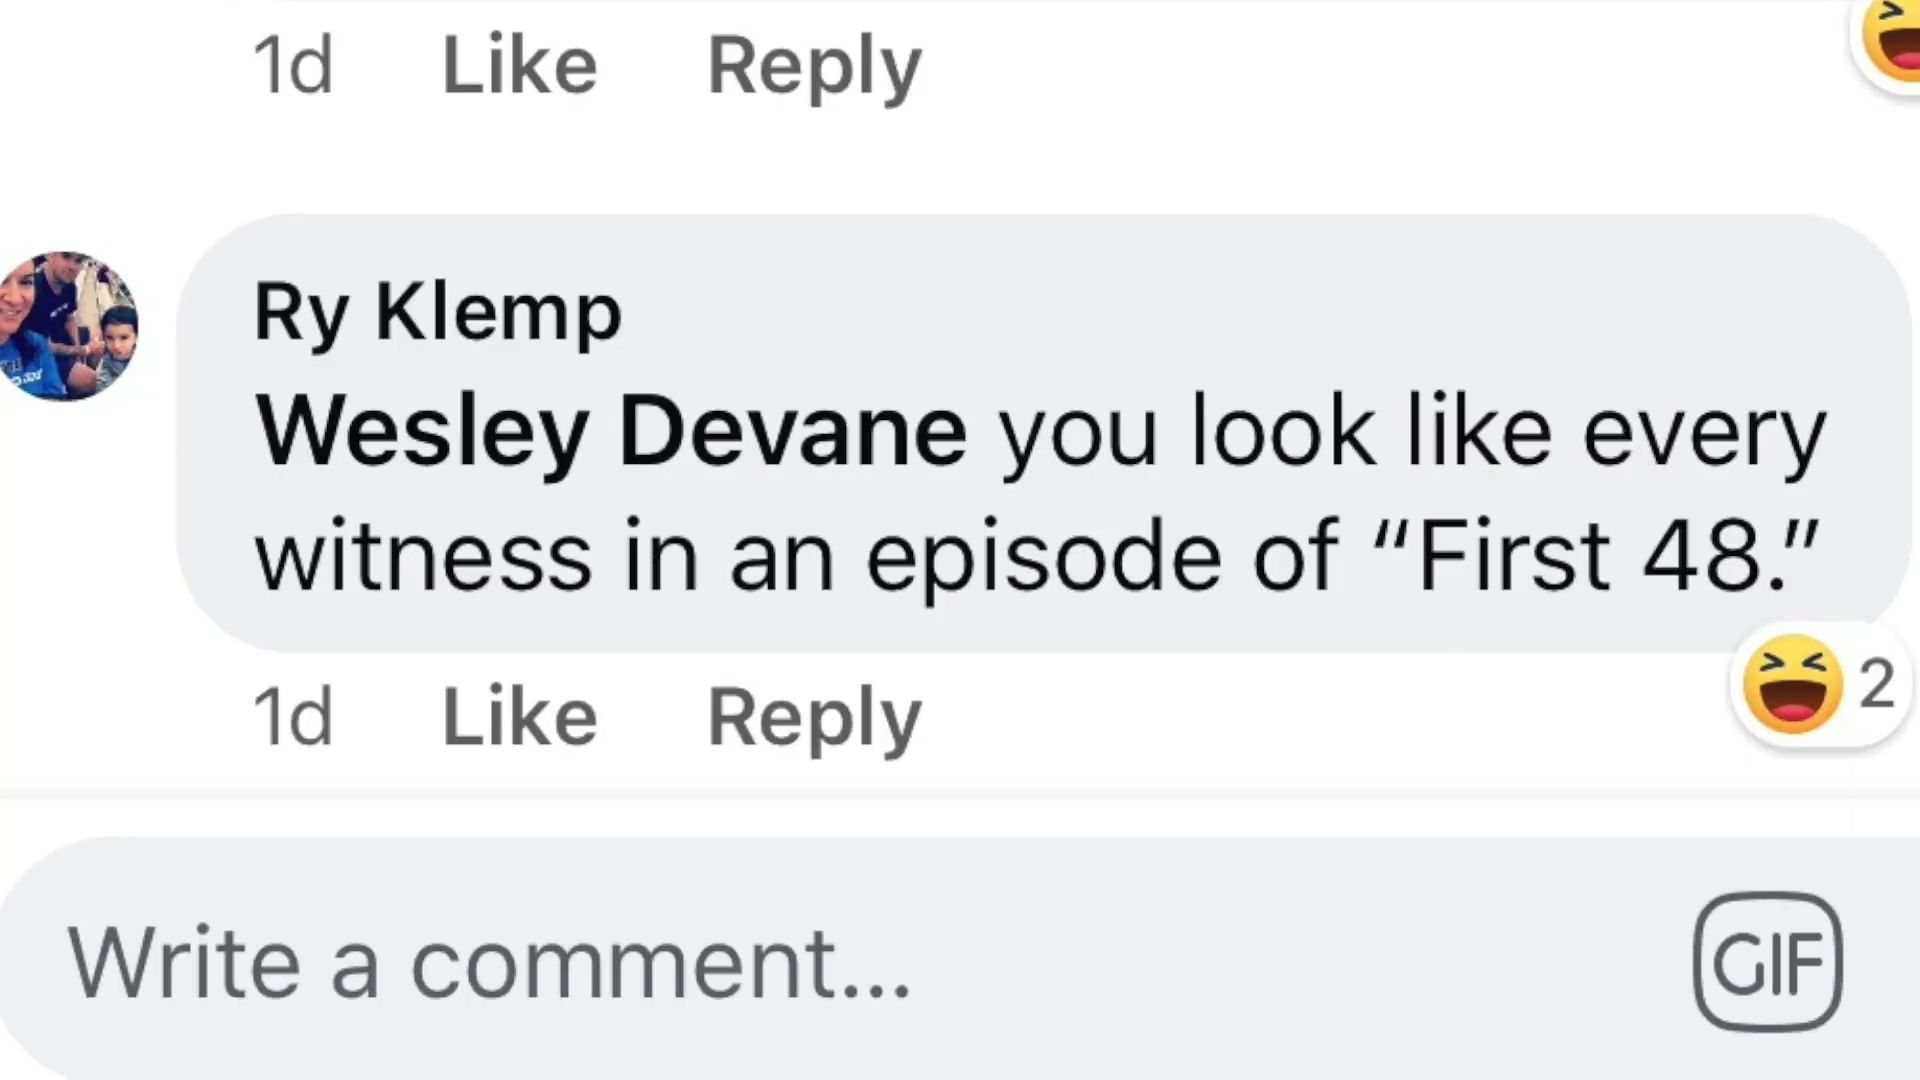 1d Like Reply
Ry Klemp
Wesley Devane you look like every
witness in an episode of “First 48.”
1d Like Reply
2
Write a comment...
GIF